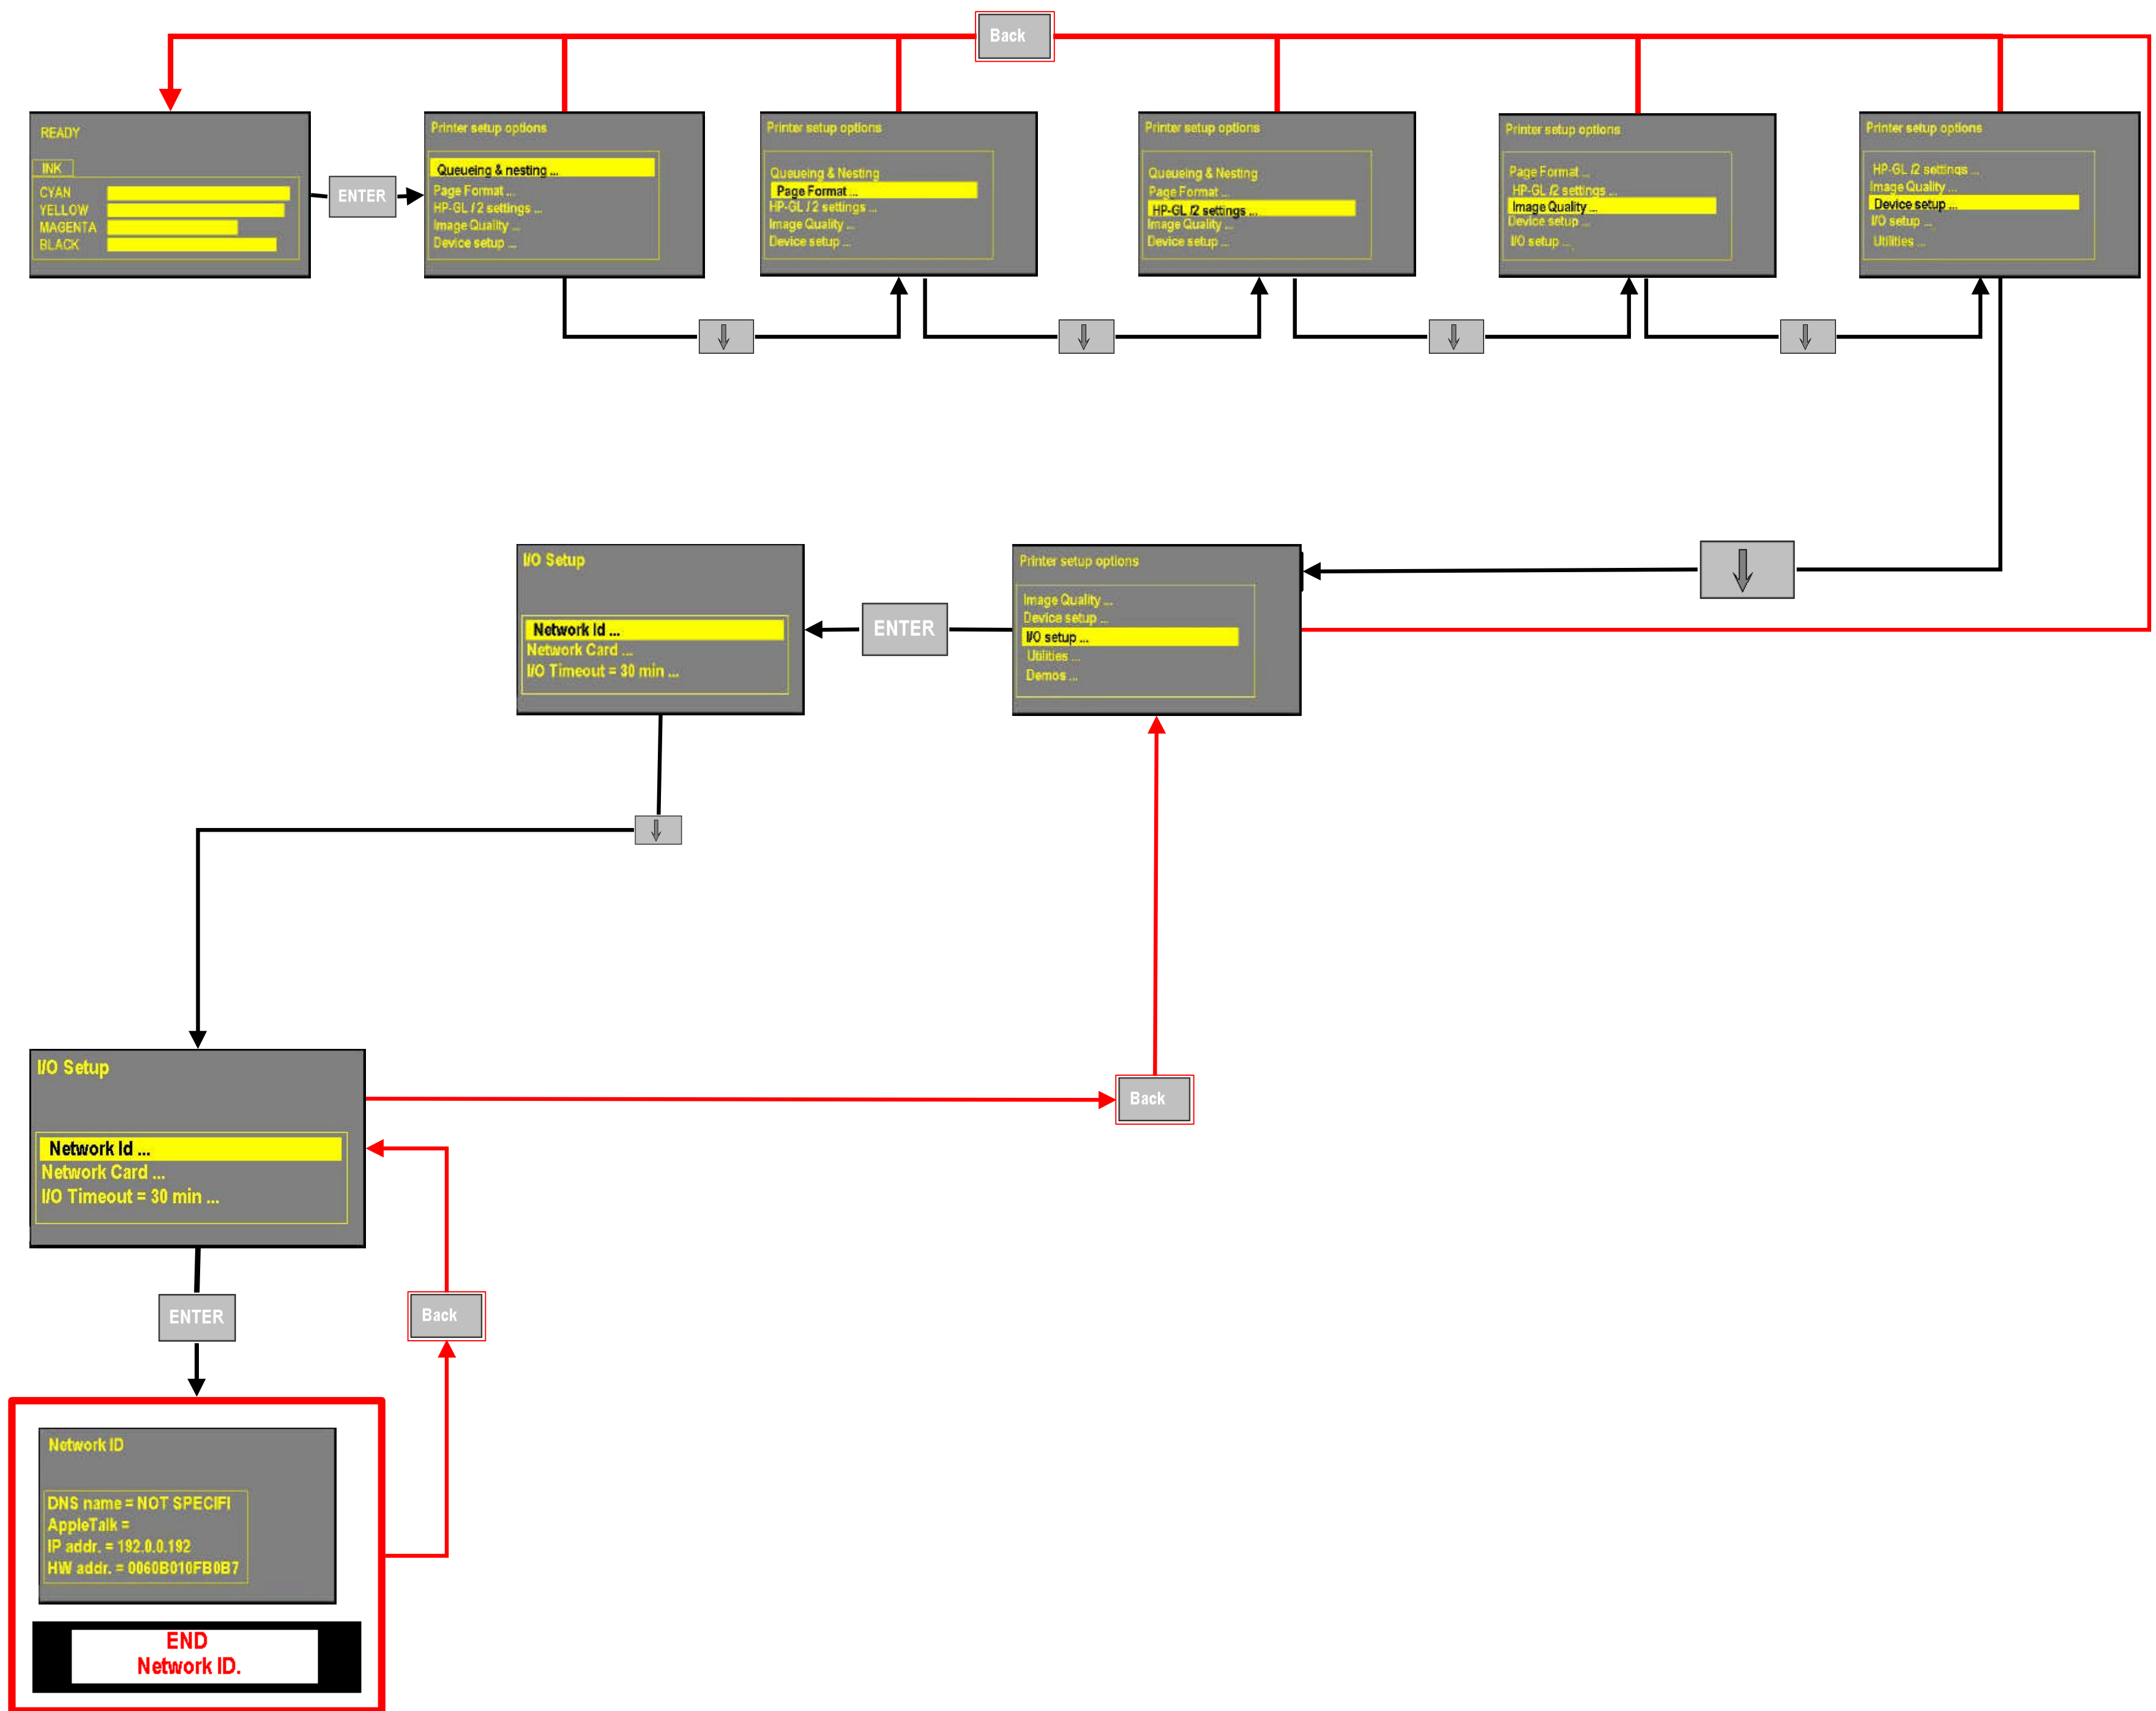 Back
READY
INK
CYAN
YELLOW
MAGENTA
BLACK
ENTER
Printer setup options
Queueing & nesting ...
Page Format ...
HP-GL / 2 settings ...
Image Quality ...
Device setup ...
Printer setup options
Queueing & Nesting
Page Format ...
HP-GL / 2 settings ...
Image Quality ...
Device setup ...
Printer setup options
Queueing & Nesting
Page Format ...
HP-GL /2 settings ...
Image Quality ...
Device setup ...
Printer setup options
Page Format ...
HP-GL /2 settings ...
Image Quality ...
Device setup ...
I/O setup ...
Printer setup options
HP-GL /2 settings ...
Image Quality ...
Device setup ...
I/O setup ...
Utilities ...
I/O Setup
Network Id ...
Network Card ...
I/O Timeout = 30 min ...
ENTER
Printer setup options
Image Quality ...
Device setup ...
I/O setup ...
Utilities ...
Demos ...
I/O Setup
Network Id ...
Network Card ...
I/O Timeout = 30 min ...
Back
ENTER
Back
Network ID
DNS name = NOT SPECIFI
AppleTalk =
IP addr. = 192.0.0.192
HW addr. = 0060B010FB0B7
END
Network ID.